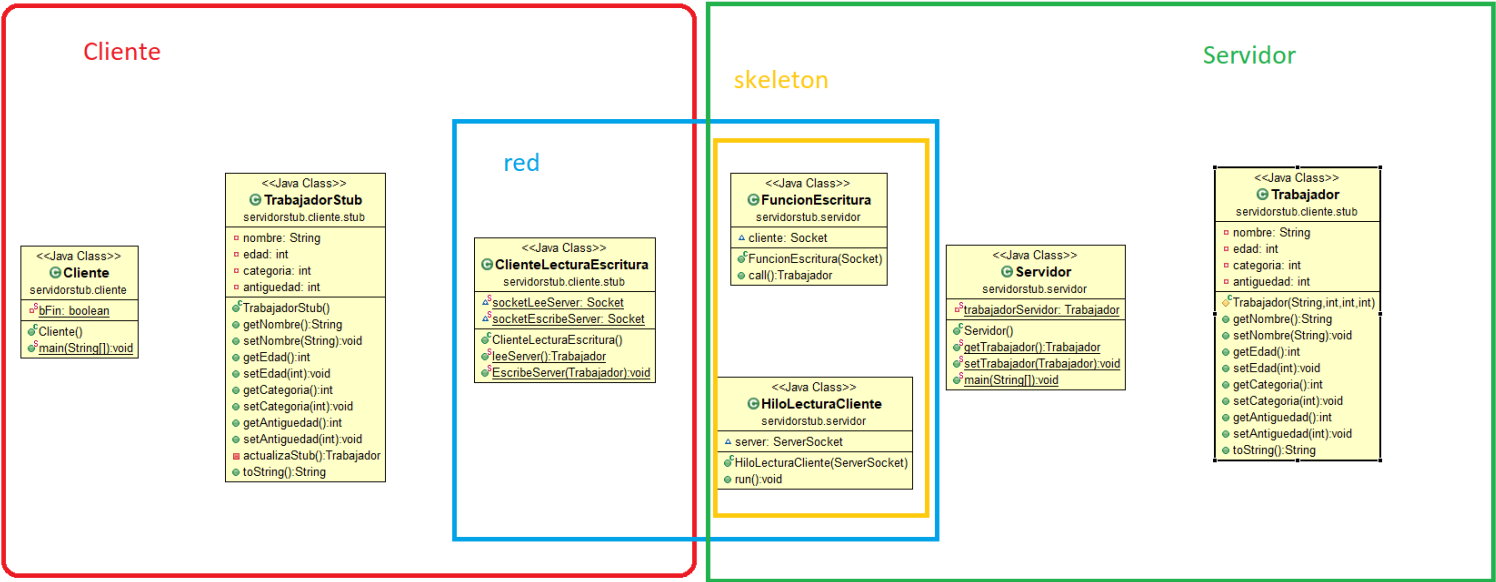 Cliente
Servidor
skeleton
red
<<Java Class>>
Cliente
servidorstub.cliente
bFin: boolean
Cliente()
main(String[]):void
<<Java Class>>
TrabajadorStub
servidorstub.cliente.stub
nombre: String
edad: int
categoria: int
antiguedad: int
TrabajadorStub()
getNombre():String
setNombre(String):void
getEdad():int
setEdad(int):void
getCategoria():int
setCategoria(int):void
getAntiguedad():int
setAntiguedad(int):void
actualizaStub():Trabajador
toString():String
<<Java Class>>
ClienteLecturaEscritura
servidorstub.cliente.stub
socketLeeServer: Socket
socketEscribeServer: Socket
ClienteLecturaEscritura()
leeServer():Trabajador
EscribeServer(Trabajador):void
<<Java Class>>
FuncionEscritura
servidorstub.servidor
cliente: Socket
FuncionEscritura(Socket)
call():Trabajador
<<Java Class>>
HiloLecturaCliente
servidorstub.servidor
server: ServerSocket
HiloLecturaCliente(ServerSocket)
run():void
<<Java Class>>
Servidor
servidorstub.servidor
trabajadorServidor: Trabajador
Servidor()
getTrabajador():Trabajador
setTrabajador(Trabajador):void
main(String[]):void
<<Java Class>>
Trabajador
servidorstub.cliente.stub
nombre: String
edad: int
categoria: int
antiguedad: int
Trabajador(String,int,int,int)
getNombre():String
setNombre(String):void
getEdad():int
setEdad(int):void
getCategoria():int
setCategoria(int):void
getAntiguedad():int
setAntiguedad(int):void
toString():String